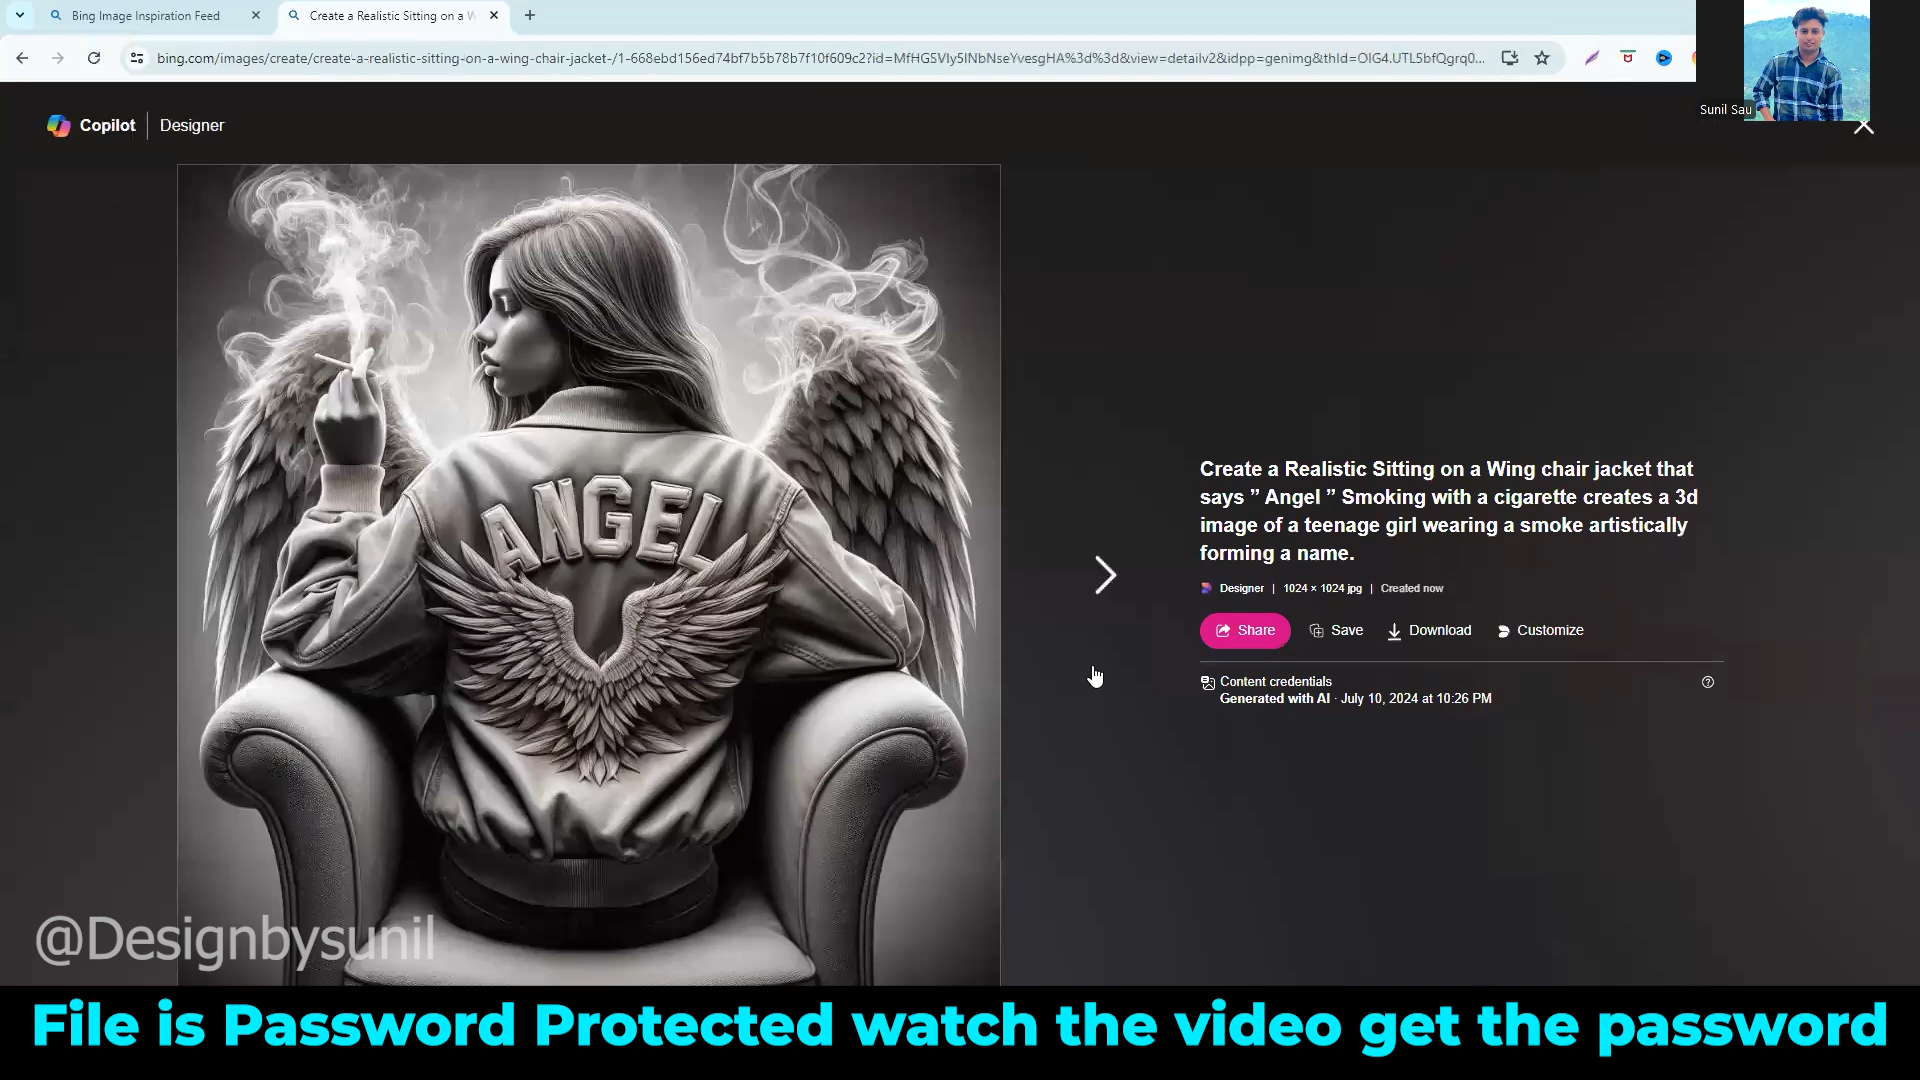 Bing Image Inspiration Feed
Create a Realistic Sitting on a W
bing.com/images/create/create-a-realistic-sitting-on-a-wing-chair-jacket-/1-668ebd156ed74bf7b5b78b7f10f609c2?id=MfHGSVIy5INbNseYvesgHA%3d%3d&view=detailv2&idpp=genimg&thId=OIG4.UTL5bfQgrq0...
Sunil Sau
Copilot
Designer
ANGEL
Create a Realistic Sitting on a Wing chair jacket that
says ” Angel ” Smoking with a cigarette creates a 3d
image of a teenage girl wearing a smoke artistically
forming a name.
Designer | 1024 × 1024 jpg | Created now
Share Save Download Customize
Content credentials
Generated with AI · July 10, 2024 at 10:26 PM
@Designbysunil
File is Password Protected watch the video get the password